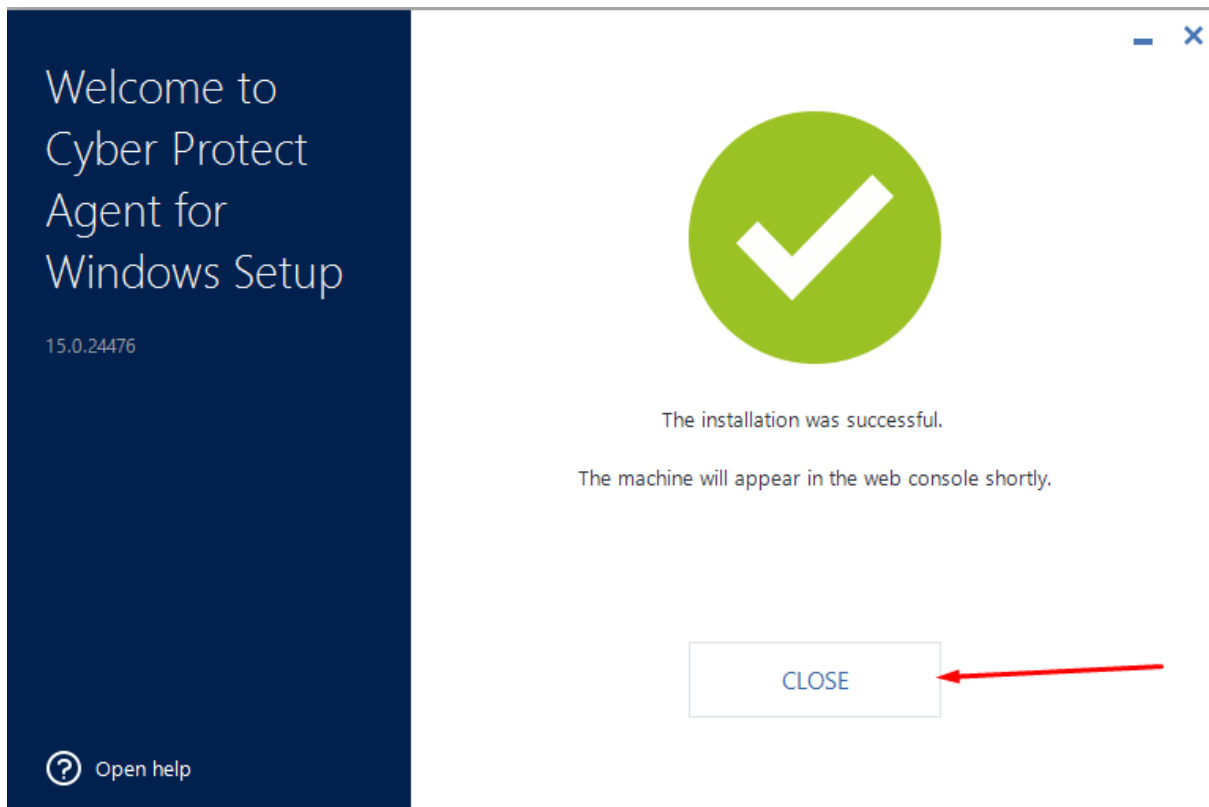 Welcome to
Cyber Protect
Agent for
Windows Setup
15.0.24476
The installation was successful.
The machine will appear in the web console shortly.
CLOSE
Open help